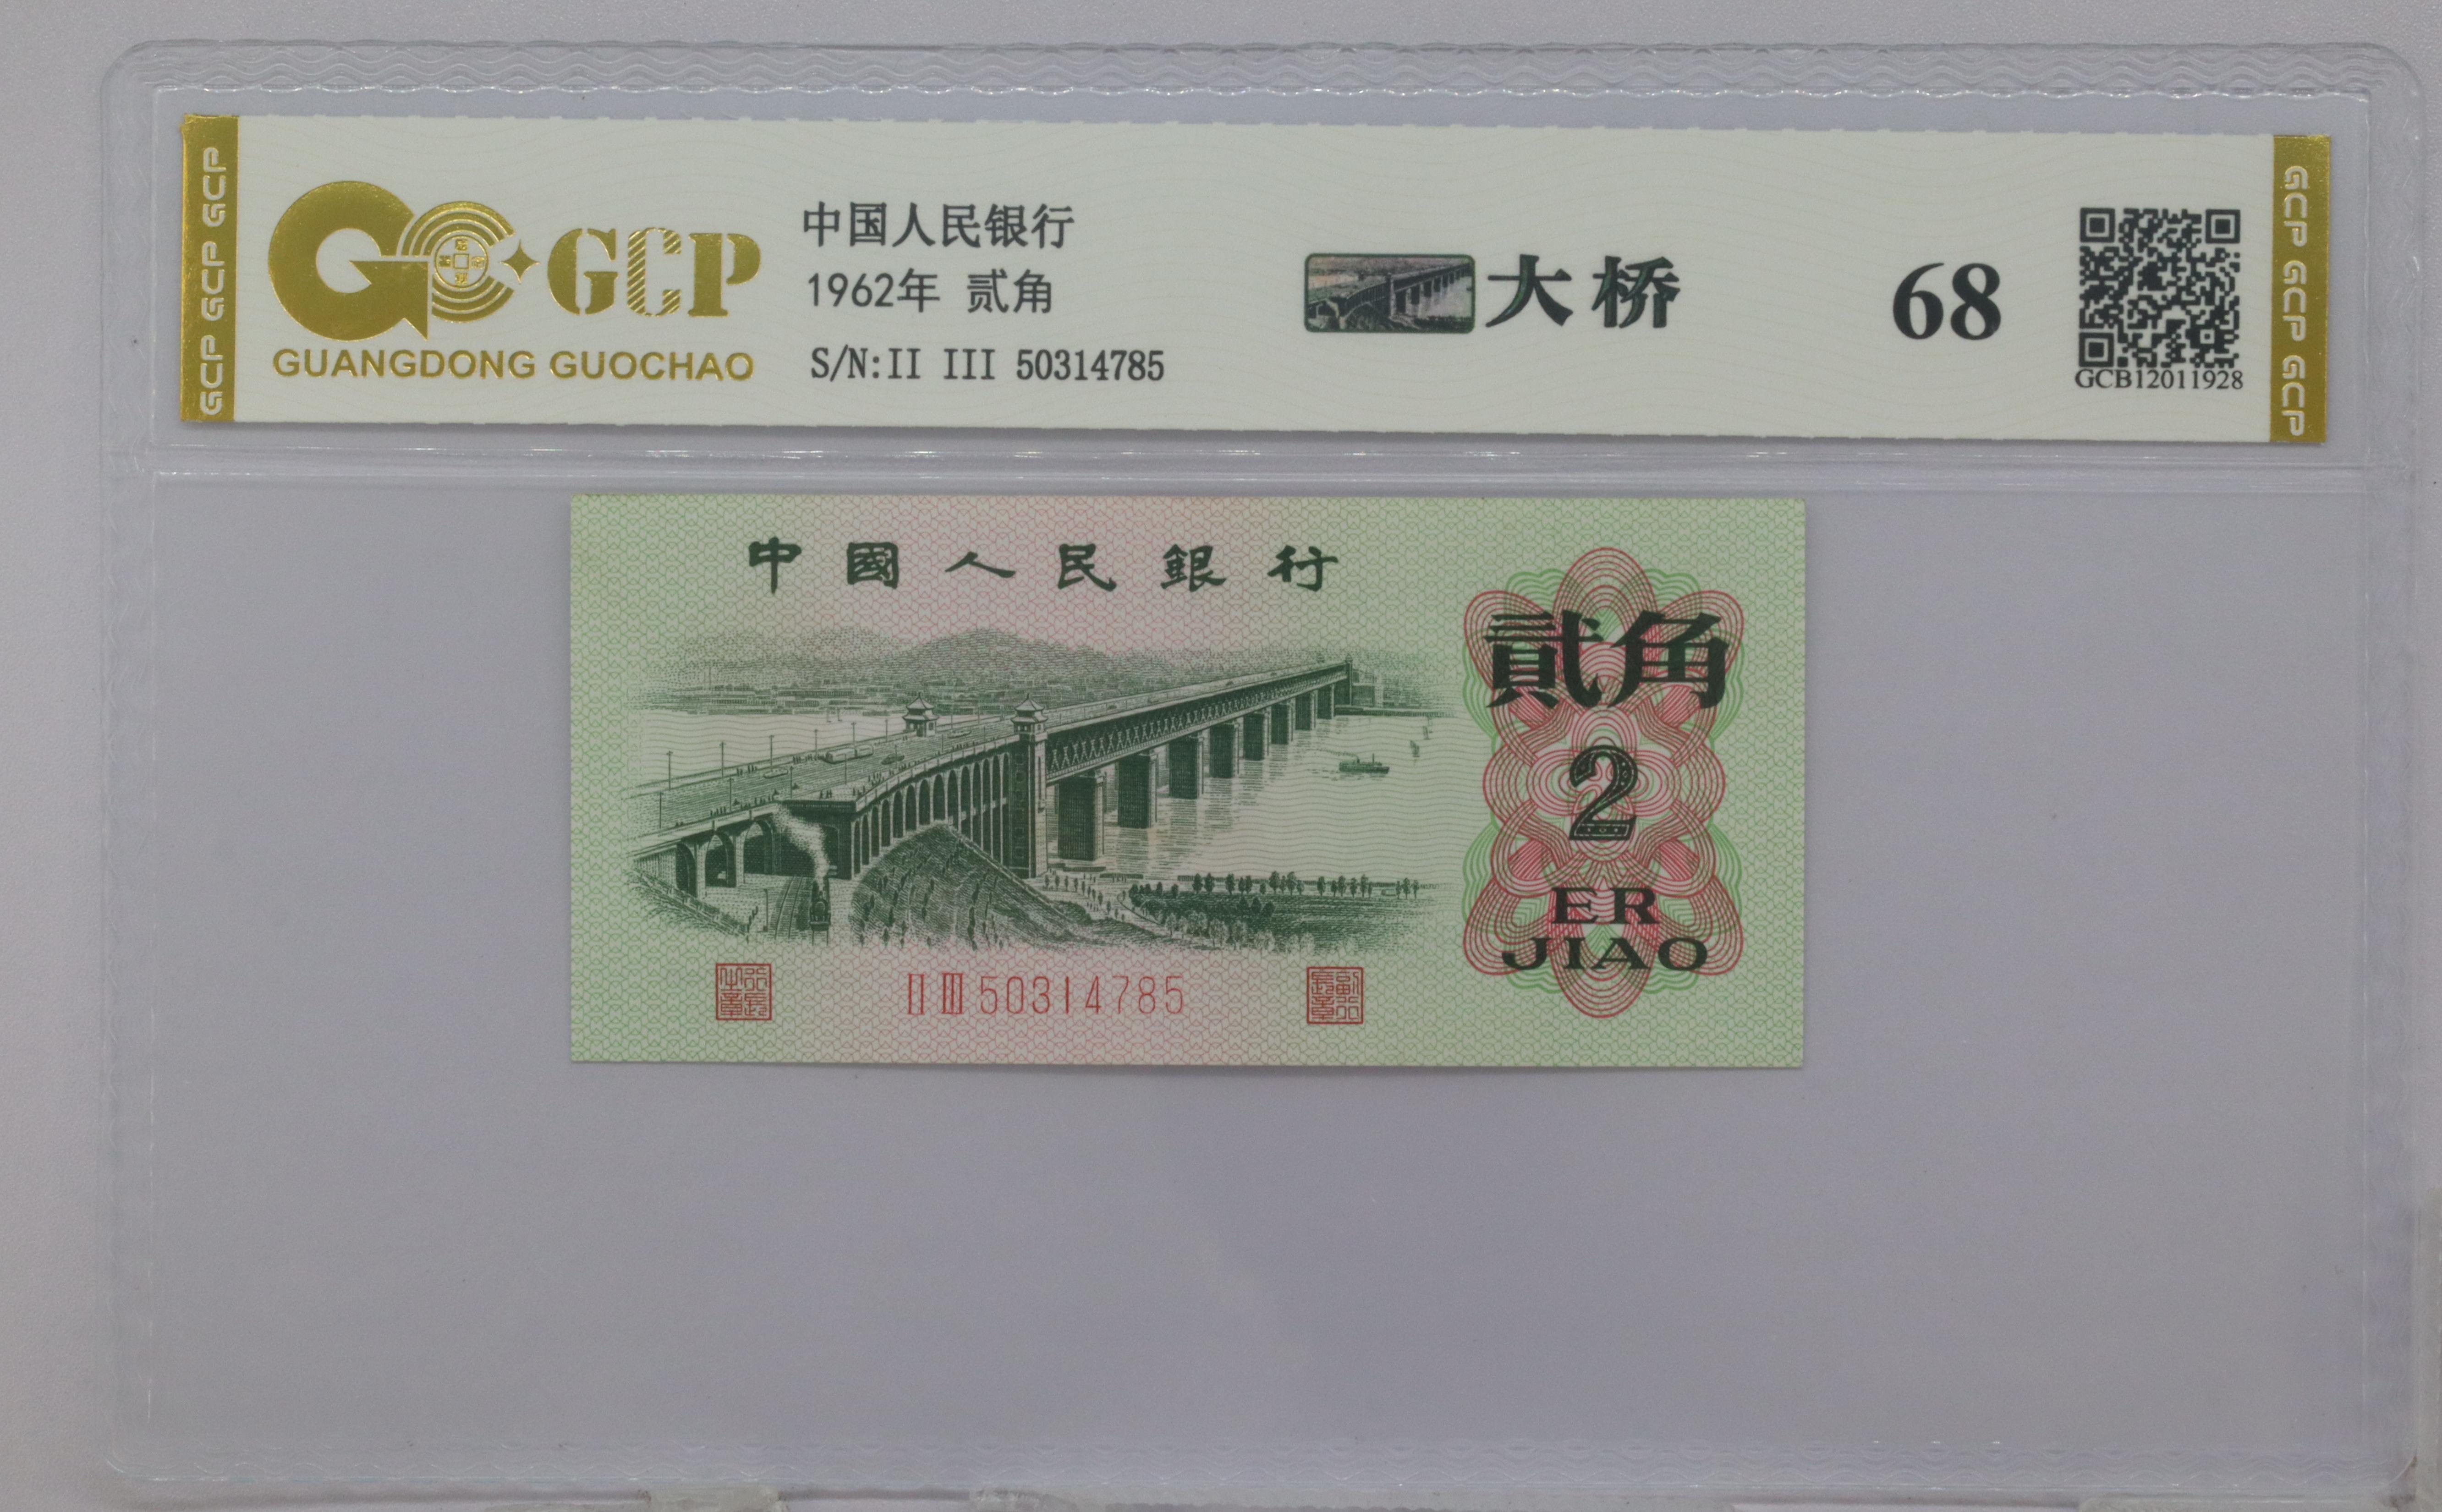 GCP GCP GCP
GCP
GUANGDONG GUOCHAO
中国人民银行
1962年 贰角
S/N:II III 50314785
大桥
68
GCB12011928
GCP GCP GCP
中國人民銀行
貳角
2
ER
JIAO
II III 50314785